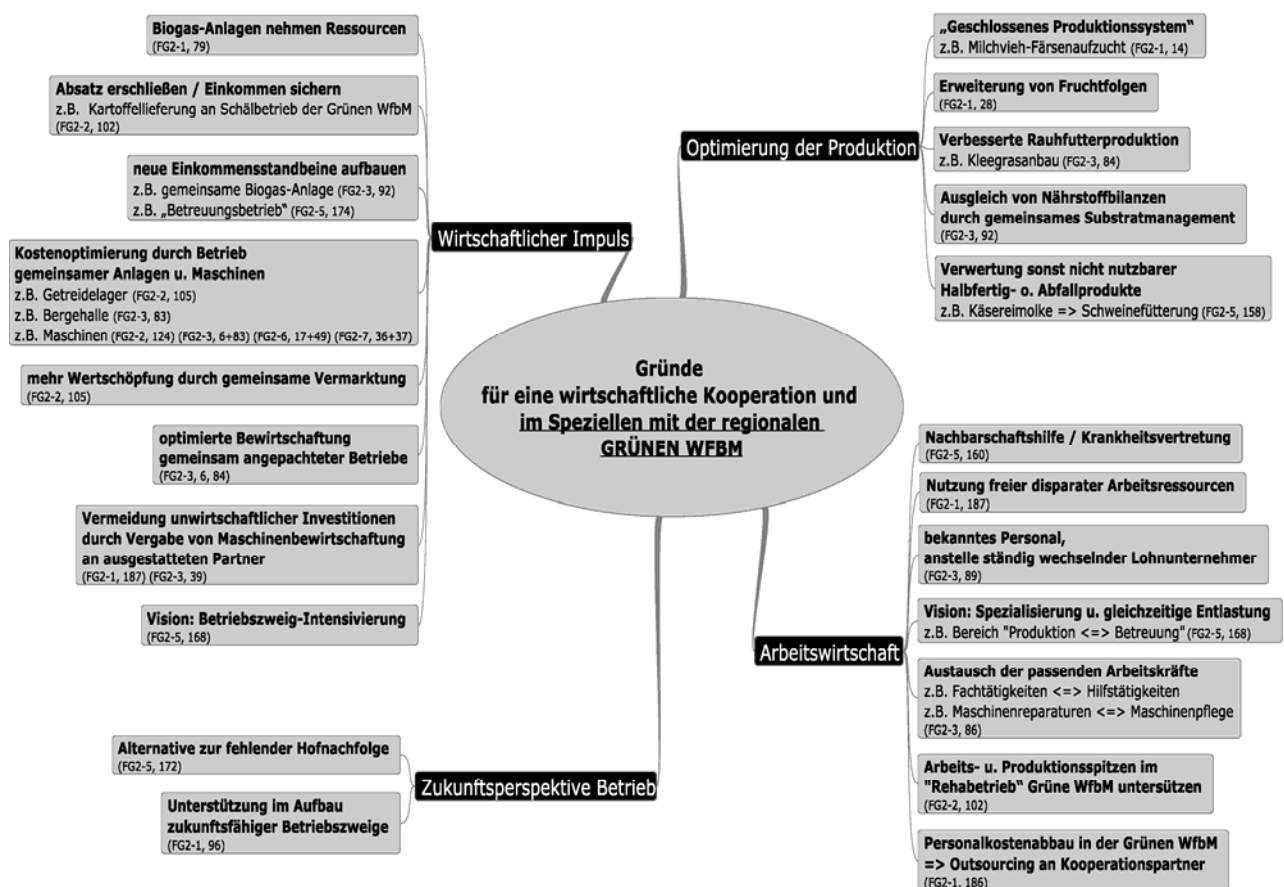 Gründe
für eine wirtschaftliche Kooperation und
im Speziellen mit der regionalen
GRÜNEN WFBM
Wirtschaftlicher Impuls
Biogas-Anlagen nehmen Ressourcen
(FG2-1, 79)
Absatz erschließen / Einkommen sichern
z.B. Kartoffellieferung an Schälbetrieb der Grünen WfbM
(FG2-2, 102)
neue Einkommensstandbeine aufbauen
z.B. gemeinsame Biogas-Anlage (FG2-3, 92)
z.B. „Betreuungsbetrieb“ (FG2-5, 174)
Kostenoptimierung durch Betrieb
gemeinsamer Anlagen u. Maschinen
z.B. Getreidelager (FG2-2, 105)
z.B. Bergehalle (FG2-3, 83)
z.B. Maschinen (FG2-2, 124) (FG2-3, 6+83) (FG2-6, 17+49) (FG2-7, 36+37)
mehr Wertschöpfung durch gemeinsame Vermarktung
(FG2-2, 105)
optimierte Bewirtschaftung
gemeinsam angepachteter Betriebe
(FG2-3, 6, 84)
Vermeidung unwirtschaftlicher Investitionen
durch Vergabe von Maschinenbewirtschaftung
an ausgestatteten Partner
(FG2-1, 187) (FG2-3, 39)
Vision: Betriebszweig-Intensivierung
(FG2-5, 168)
Zukunftsperspektive Betrieb
Alternative zur fehlender Hofnachfolge
(FG2-5, 172)
Unterstützung im Aufbau
zukunftsfähiger Betriebszweige
(FG2-1, 96)
Optimierung der Produktion
„Geschlossenes Produktionssystem“
z.B. Milchvieh-Färsenaufzucht (FG2-1, 14)
Erweiterung von Fruchtfolgen
(FG2-1, 28)
Verbesserte Rauhfutterproduktion
z.B. Kleegrasanbau (FG2-3, 84)
Ausgleich von Nährstoffbilanzen
durch gemeinsames Substratmanagement
(FG2-3, 92)
Verwertung sonst nicht nutzbarer
Halbfertig- o. Abfallprodukte
z.B. Käsereimolke => Schweinefütterung (FG2-5, 158)
Arbeitswirtschaft
Nachbarschaftshilfe / Krankheitsvertretung
(FG2-5, 160)
Nutzung freier disparater Arbeitsressourcen
(FG2-1, 187)
bekanntes Personal,
anstelle ständig wechselnder Lohnunternehmer
(FG2-3, 89)
Vision: Spezialisierung u. gleichzeitige Entlastung
z.B. Bereich "Produktion <=> Betreuung" (FG2-5, 168)
Austausch der passenden Arbeitskräfte
z.B. Fachtätigkeiten <=> Hilfstätigkeiten
z.B. Maschinenreparaturen <=> Maschinenpflege
(FG2-3, 86)
Arbeits- u. Produktionsspitzen im
"Rehabetrieb“ Grüne WfbM untersützen
(FG2-2, 102)
Personalkostenabbau in der Grünen WfbM
=> Outsourcing an Kooperationspartner
(FG2-1, 186)